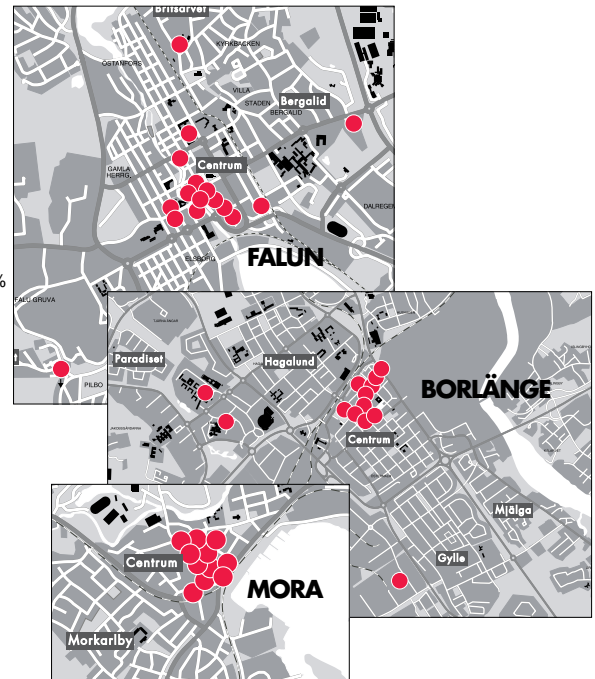 Britsarvet
KYRKBACKEN
ÖSTANFORS
VILLA
STADEN
BERGALID
Bergalid
Centrum
GAMLA
HERRG.
DALREGEM
ELSBORG
FALUN
%
FALU GRUVA
t
PILBO
Paradiset
Hagalund
BORLÄNGE
Centrum
Mjälga
Gylle
Centrum
MORA
Morkarlby